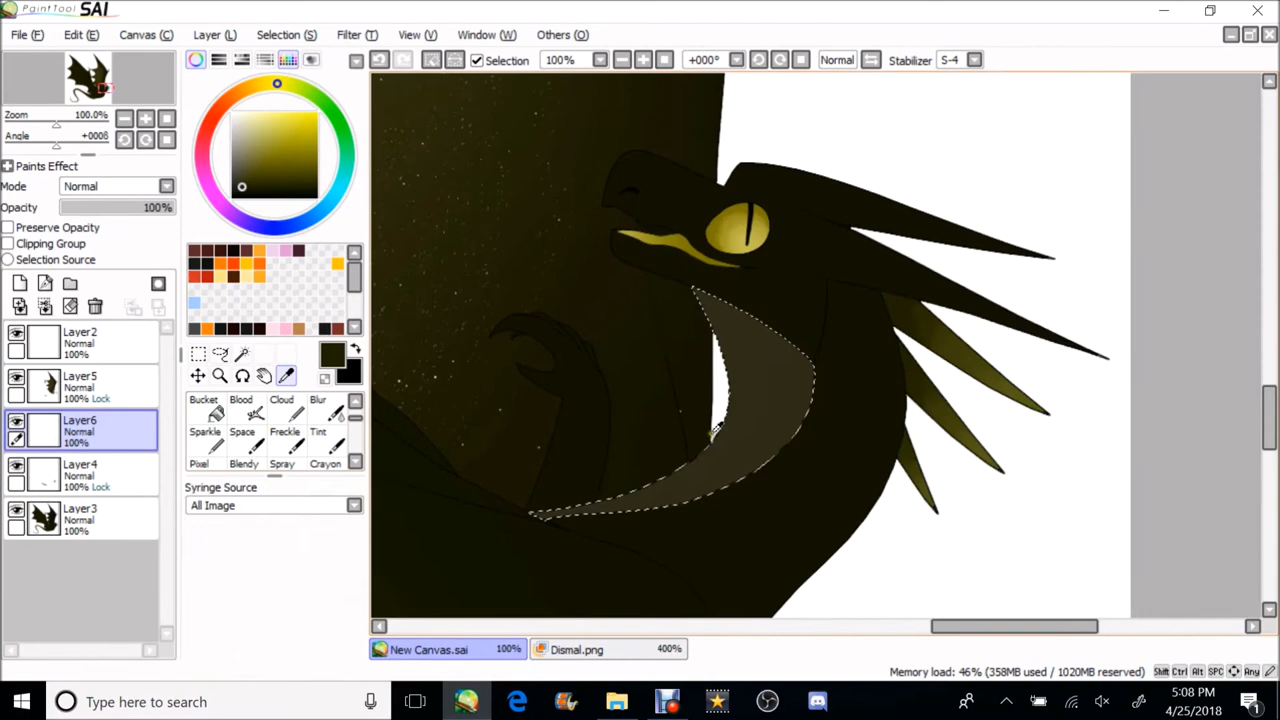 PaintTool SAI
File (F) Edit (E) Canvas (C) Layer (L) Selection (S) Filter (T) View (V) Window (W) Others (O)
Selection 100% +000° Normal Stabilizer S-4
Zoom 100.0%
Angle +000ß
Paints Effect
Mode Normal
Opacity 100%
Preserve Opacity
Clipping Group
Selection Source
Layer2
Normal
100%
Layer5
Normal
100% Lock
Layer6
Normal
100%
Layer4
Normal
100% Lock
Layer3
Normal
100%
Bucket Blood Cloud Blur
Sparkle Space Freckle Tint
Pixel Blendy Spray Crayon
Syringe Source
All Image
New Canvas.sai 100% Dismal.png 400%
Memory load: 46% (358MB used / 1020MB reserved) Shift Ctrl Alt SPC Any
Type here to search
5:08 PM
4/25/2018
1